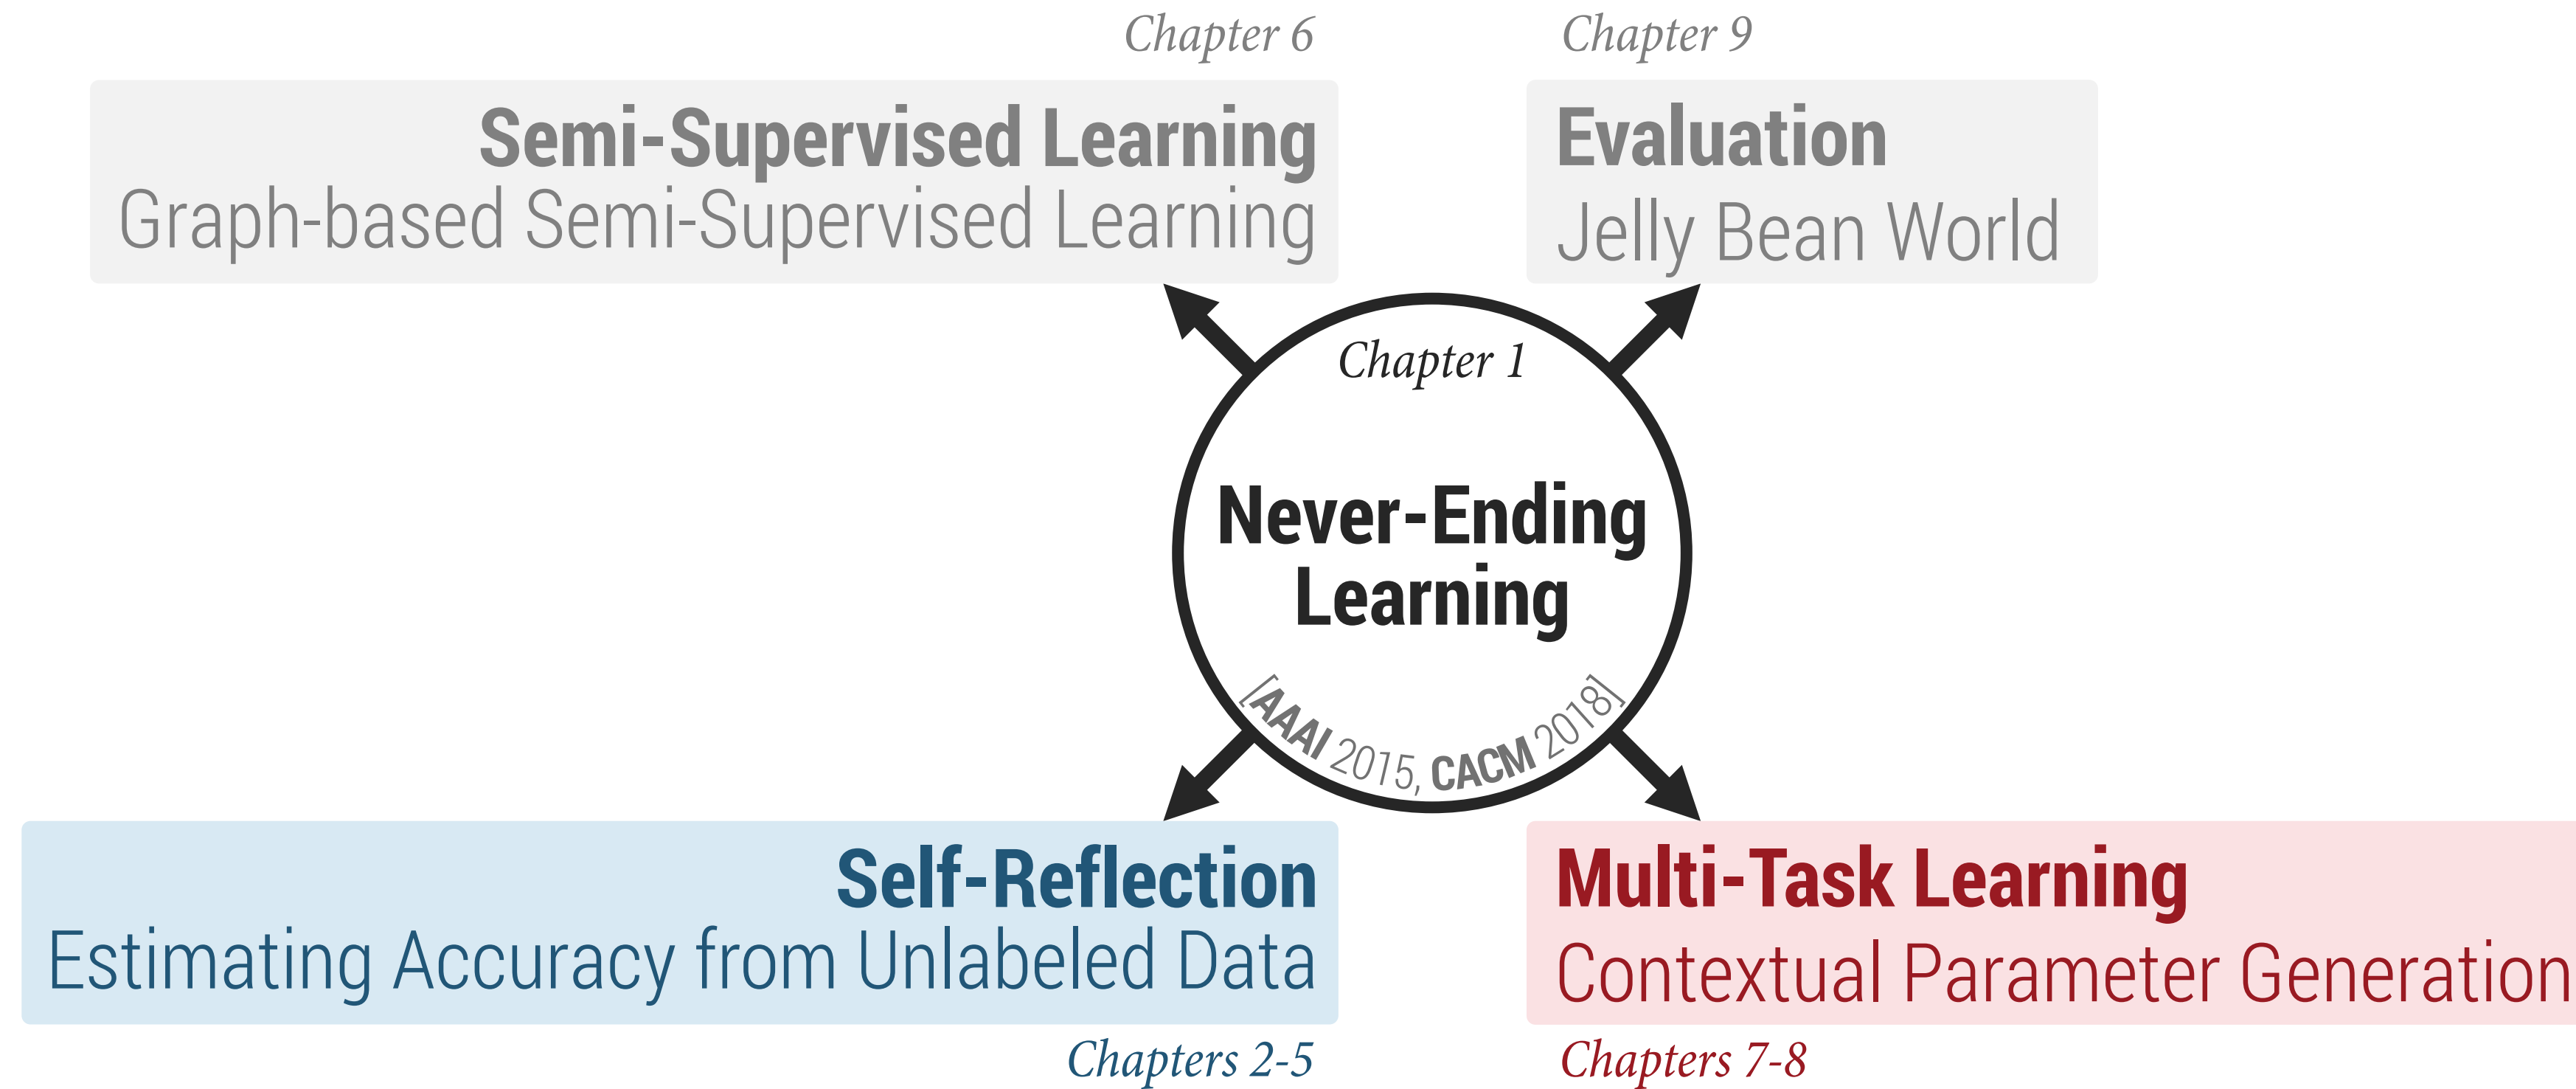 Chapter 6
Semi-Supervised Learning
Graph-based Semi-Supervised Learning
Chapter 9
Evaluation
Jelly Bean World
Chapter 1
Never-Ending
Learning
[AAAI 2015, CACM 2018]
Self-Reflection
Estimating Accuracy from Unlabeled Data
Chapters 2-5
Multi-Task Learning
Contextual Parameter Generation
Chapters 7-8